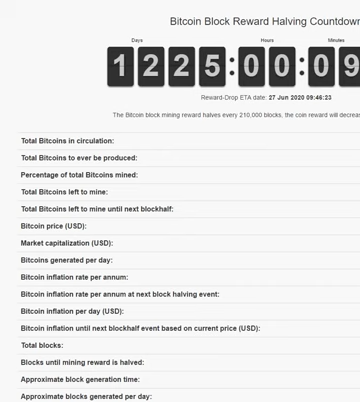 Bitcoin Block Reward Halving Countdown
Days Hours Minutes
1225:00:09
Reward-Drop ETA date: 27 Jun 2020 09:46:23
The Bitcoin block mining reward halves every 210,000 blocks, the coin reward will decreas
Total Bitcoins in circulation:
Total Bitcoins to ever be produced:
Percentage of total Bitcoins mined:
Total Bitcoins left to mine:
Total Bitcoins left to mine until next blockhalf:
Bitcoin price (USD):
Market capitalization (USD):
Bitcoins generated per day:
Bitcoin inflation rate per annum:
Bitcoin inflation rate per annum at next block halving event:
Bitcoin inflation per day (USD):
Bitcoin inflation until next blockhalf event based on current price (USD):
Total blocks:
Blocks until mining reward is halved:
Approximate block generation time:
Approximate blocks generated per day: